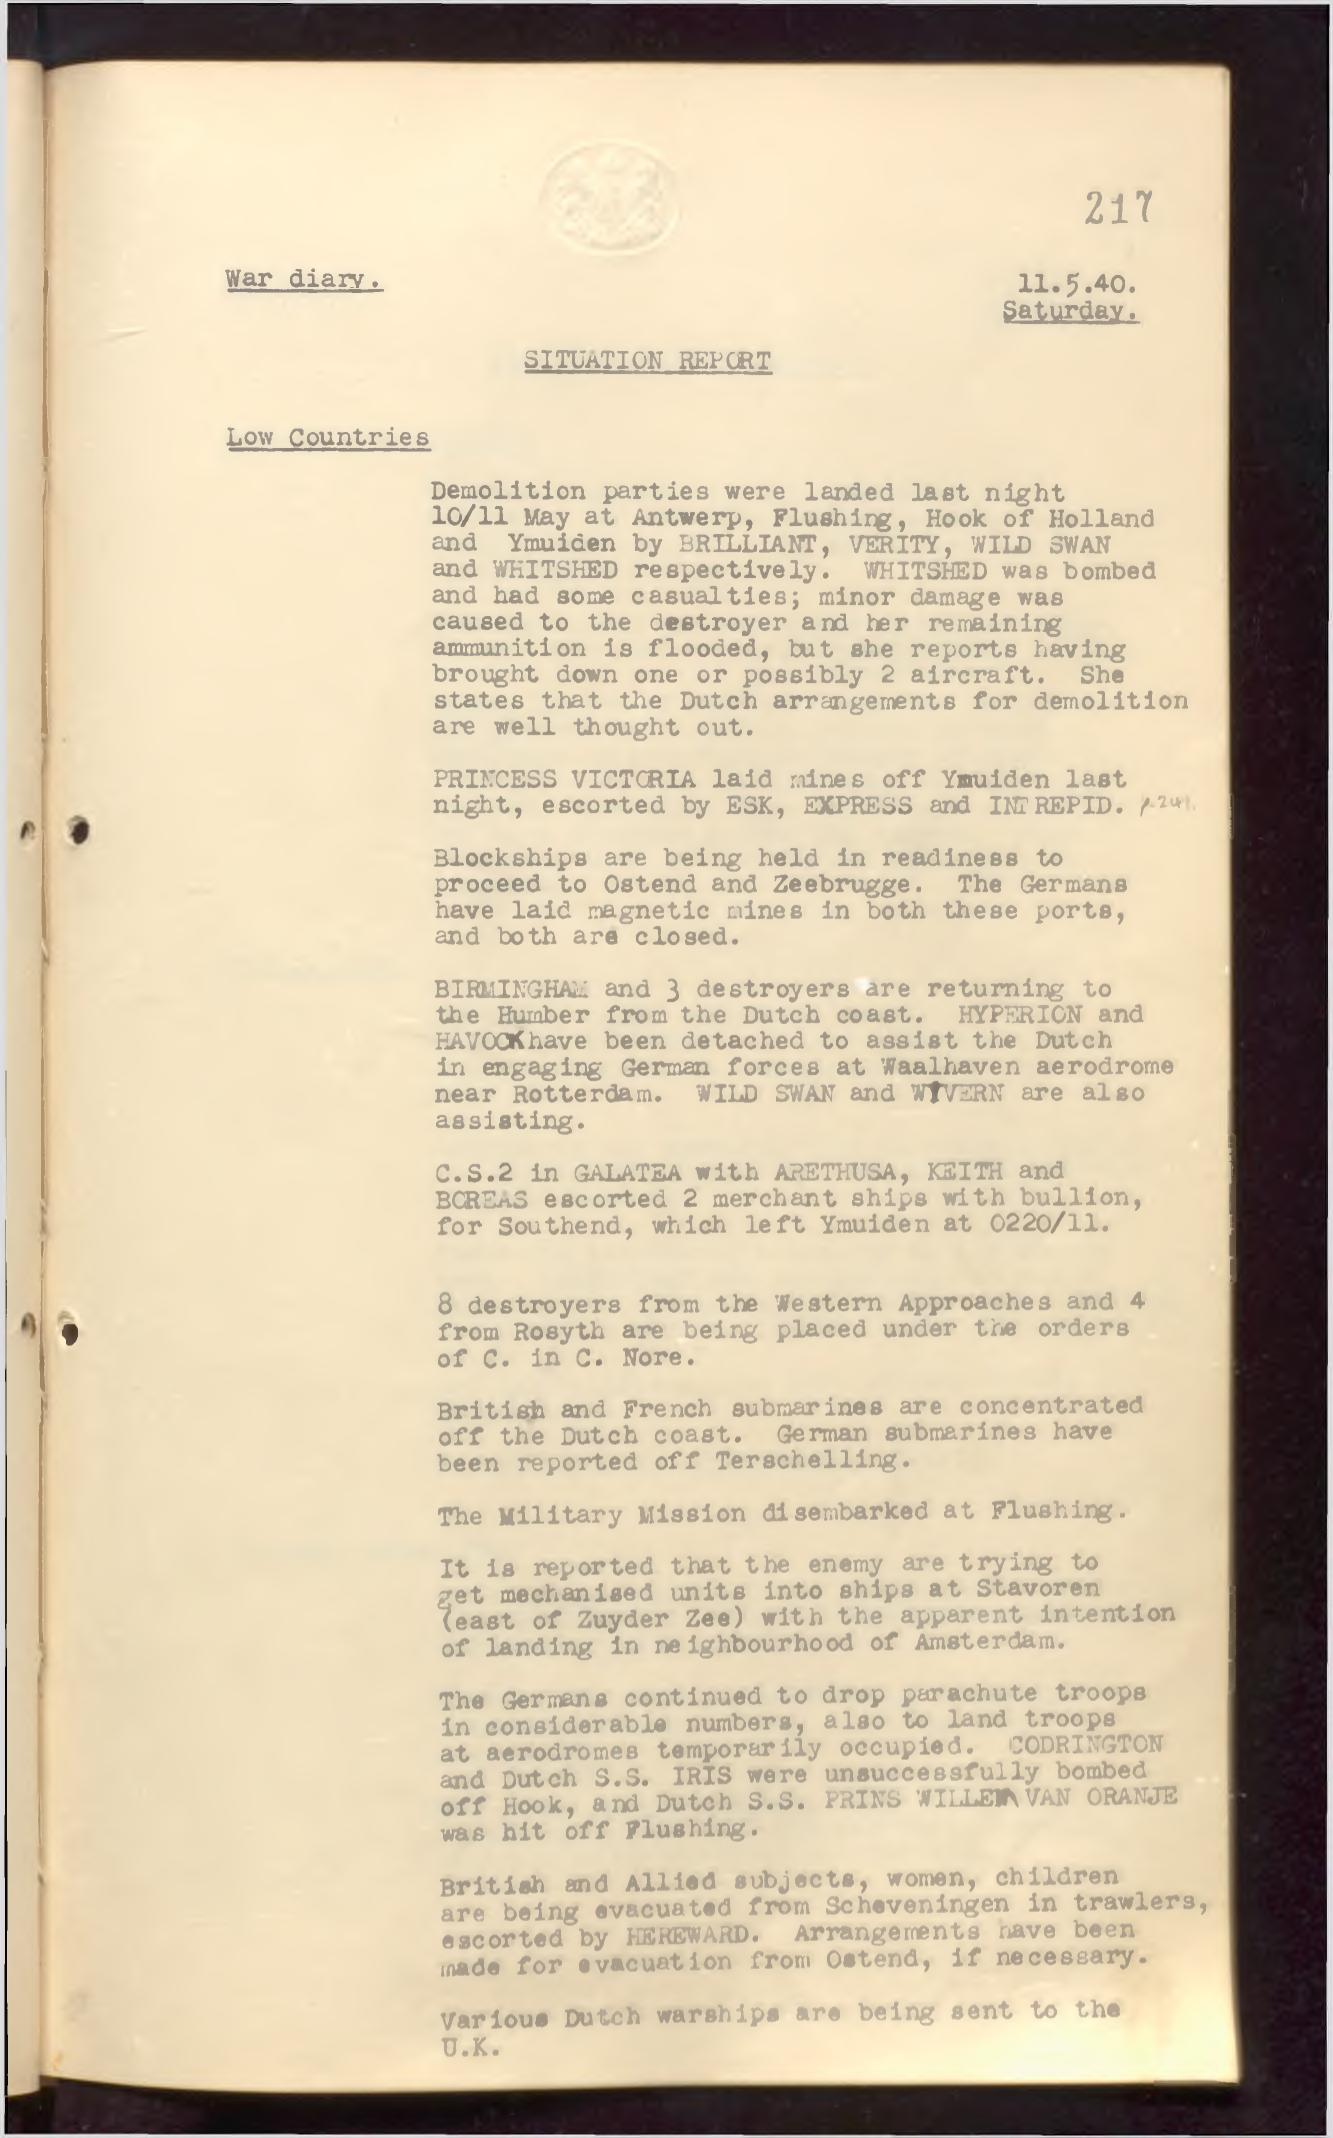 217
War diary.
11.5.40.
Saturday.
SITUATION REPORT
Low Countries
Demolition parties were landed last night
10/11 May at Antwerp, Flushing, Hook of Holland
and Ymuiden by BRILLIANT, VERITY, WILD SWAN
and WHITSHED respectively. WHITSHED was bombed
and had some casualties; minor damage was
caused to the destroyer and her remaining
ammunition is flooded, but she reports having
brought down one or possibly 2 aircraft. She
states that the Dutch arrangements for demolition
are well thought out.
PRINCESS VICTORIA laid mines off Ymuiden last
night, escorted by ESK, EXPRESS and INTREPID.
Blockships are being held in readiness to
proceed to Ostend and Zeebrugge. The Germans
have laid magnetic mines in both these ports,
and both are closed.
BIRMINGHAM and 3 destroyers are returning to
the Humber from the Dutch coast. HYPERION and
HAVOCK have been detached to assist the Dutch
in engaging German forces at Waalhaven aerodrome
near Rotterdam. WILD SWAN and WYVERN are also
assisting.
C.S.2 in GALATEA with ARETHUSA, KEITH and
BOREAS escorted 2 merchant ships with bullion,
for Southend, which left Ymuiden at 0220/11.
8 destroyers from the Western Approaches and 4
from Rosyth are being placed under the orders
of C. in C. Nore.
British and French submarines are concentrated
off the Dutch coast. German submarines have
been reported off Terschelling.
The Military Mission disembarked at Flushing.
It is reported that the enemy are trying to
get mechanised units into ships at Stavoren
(east of Zuyder Zee) with the apparent intention
of landing in neighbourhood of Amsterdam.
The Germans continued to drop parachute troops
in considerable numbers, also to land troops
at aerodromes temporarily occupied. CODRINGTON
and Dutch S.S. IRIS were unsuccessfully bombed
off Hook, and Dutch S.S. PRINS WILLEM VAN ORANJE
was hit off Flushing.
British and Allied subjects, women, children
are being evacuated from Scheveningen in trawlers,
escorted by HEREWARD. Arrangements have been
made for evacuation from Ostend, if necessary.
Various Dutch warships are being sent to the
U.K.